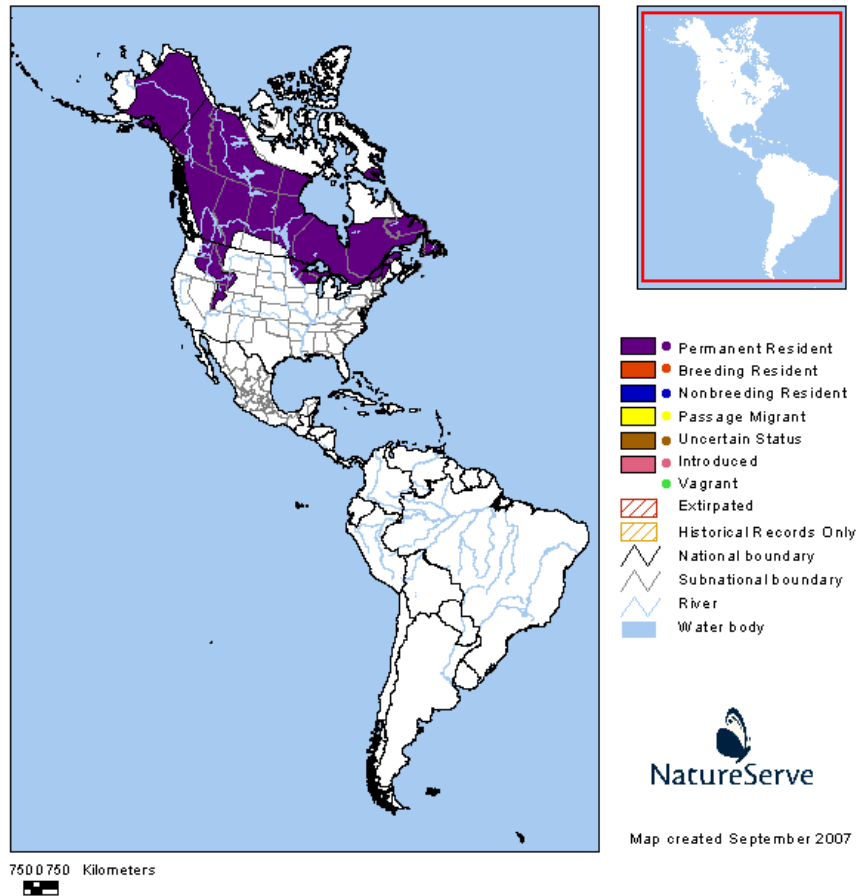 Permanent Resident
Breeding Resident
Nonbreeding Resident
Passage Migrant
Uncertain Status
Introduced
Vagrant
Extirpated
Historical Records Only
National boundary
Subnational boundary
River
Water body
NatureServe
Map created September 2007
750 0 750 Kilometers